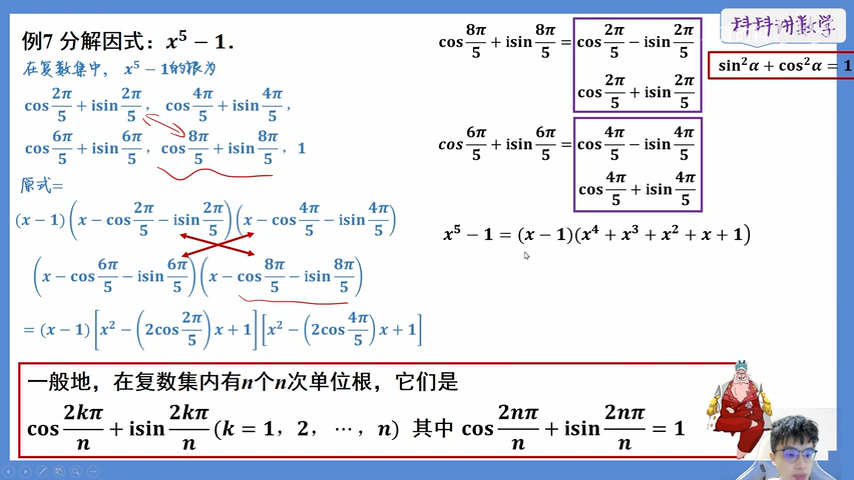 例7 分解因式：x⁵ − 1.
在复数集中， x⁵ − 1的根为
cos 2π/5 + isin 2π/5， cos 4π/5 + isin 4π/5，
cos 6π/5 + isin 6π/5， cos 8π/5 + isin 8π/5， 1
原式=
(x − 1)(x − cos 2π/5 − isin 2π/5)(x − cos 4π/5 − isin 4π/5)
(x − cos 6π/5 − isin 6π/5)(x − cos 8π/5 − isin 8π/5)
= (x − 1)[x² − (2cos 2π/5)x + 1][x² − (2cos 4π/5)x + 1]
cos 8π/5 + isin 8π/5 = cos 2π/5 − isin 2π/5
cos 2π/5 + isin 2π/5
cos 6π/5 + isin 6π/5 = cos 4π/5 − isin 4π/5
cos 4π/5 + isin 4π/5
x⁵ − 1 = (x − 1)(x⁴ + x³ + x² + x + 1)
sin²α + cos²α = 1
一般地，在复数集内有n个n次单位根，它们是
cos 2kπ/n + isin 2kπ/n (k = 1，2，⋯，n) 其中 cos 2nπ/n + isin 2nπ/n = 1